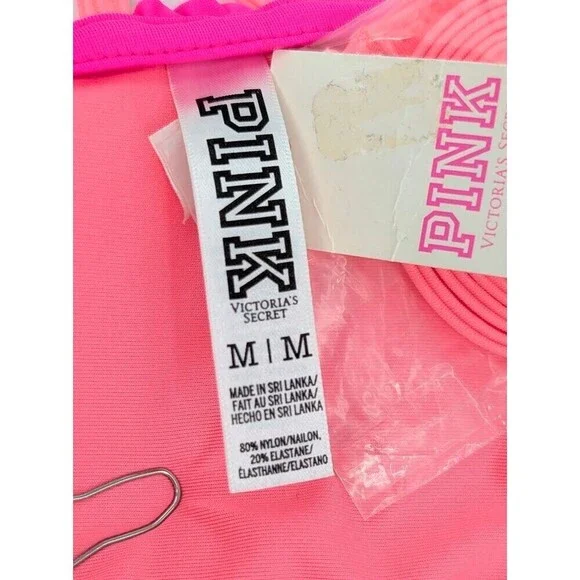 PINK
VICTORIA'S
SECRET
M | M
MADE IN SRI LANKA/
FAIT AU SRI LANKA/
HECHO EN SRI LANKA
80% NYLON/NAILON,
20% ELASTANE/
ÉLASTHANNE/ELASTANO
PINK
VICTORIA'S SECRE